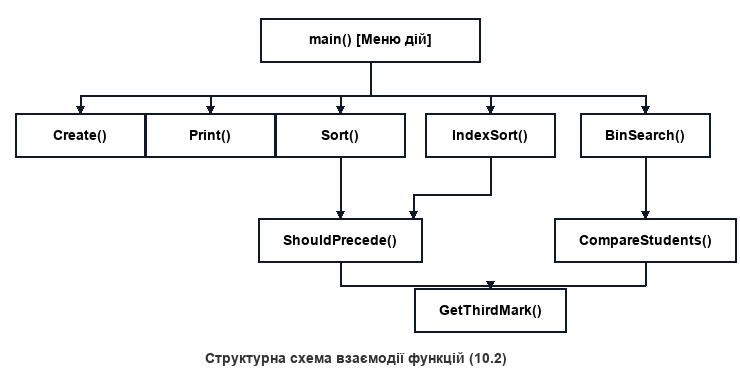 main() [Меню дій]
Create()
Print()
Sort()
IndexSort()
BinSearch()
ShouldPrecede()
CompareStudents()
GetThirdMark()
Структурна схема взаємодії функцій (10.2)